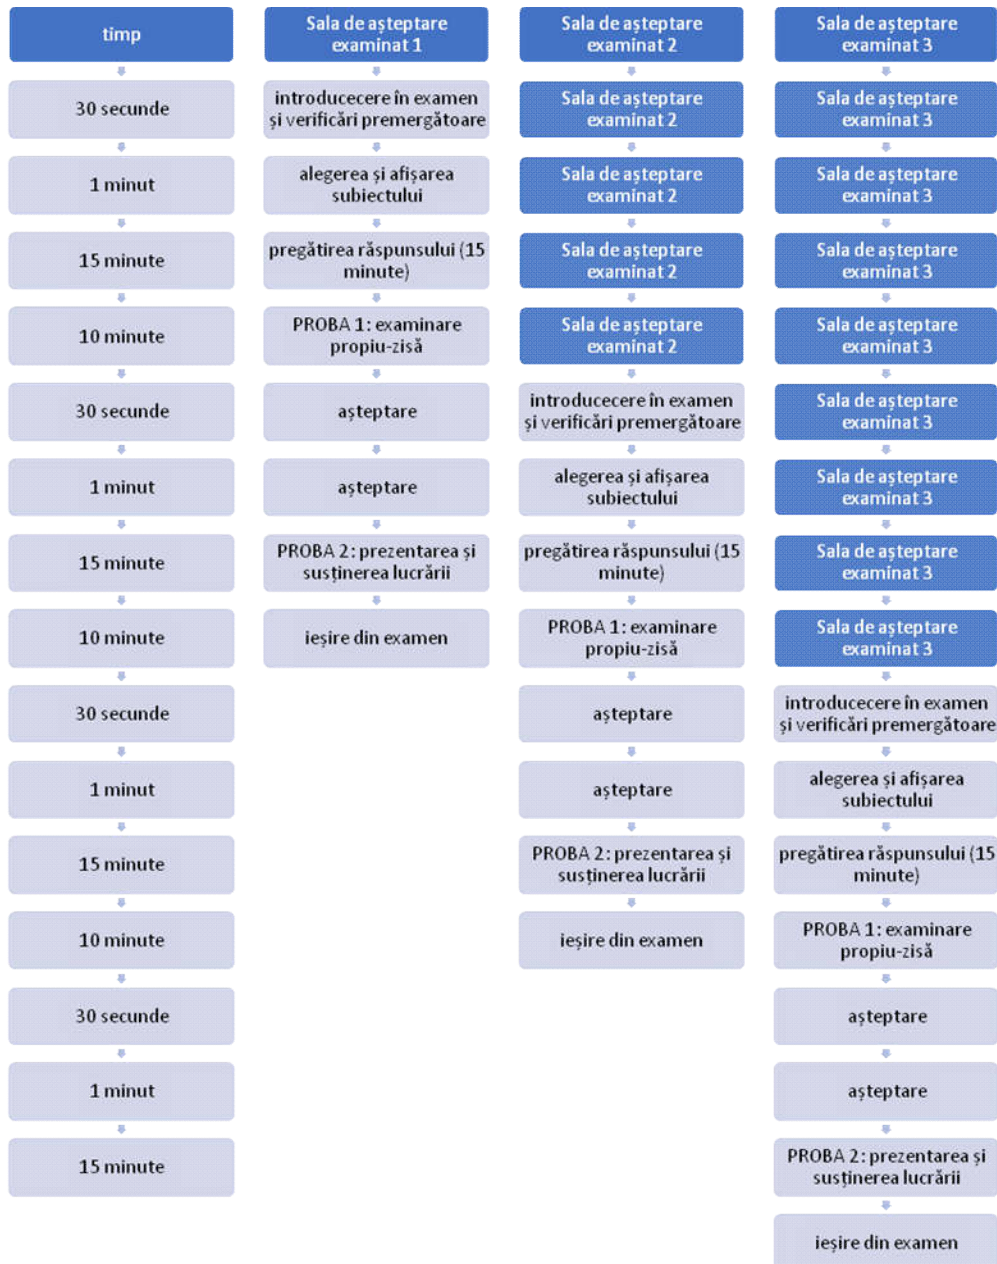 timp
Sala de așteptare
examinat 1
Sala de așteptare
examinat 2
Sala de așteptare
examinat 3
30 secunde
introducecere în examen
și verificări premergătoare
Sala de așteptare
examinat 2
Sala de așteptare
examinat 3
1 minut
alegerea și afișarea
subiectului
Sala de așteptare
examinat 2
Sala de așteptare
examinat 3
15 minute
pregătirea răspunsului (15
minute)
Sala de așteptare
examinat 2
Sala de așteptare
examinat 3
10 minute
PROBA 1: examinare
propiu-zisă
Sala de așteptare
examinat 2
Sala de așteptare
examinat 3
30 secunde
așteptare
introducecere în examen
și verificări premergătoare
Sala de așteptare
examinat 3
1 minut
așteptare
alegerea și afișarea
subiectului
Sala de așteptare
examinat 3
15 minute
PROBA 2: prezentarea și
susținerea lucrării
pregătirea răspunsului (15
minute)
Sala de așteptare
examinat 3
10 minute
ieșire din examen
PROBA 1: examinare
propiu-zisă
Sala de așteptare
examinat 3
30 secunde
așteptare
introducecere în examen
și verificări premergătoare
1 minut
așteptare
alegerea și afișarea
subiectului
15 minute
PROBA 2: prezentarea și
susținerea lucrării
pregătirea răspunsului (15
minute)
10 minute
ieșire din examen
PROBA 1: examinare
propiu-zisă
30 secunde
așteptare
1 minut
așteptare
15 minute
PROBA 2: prezentarea și
susținerea lucrării
ieșire din examen